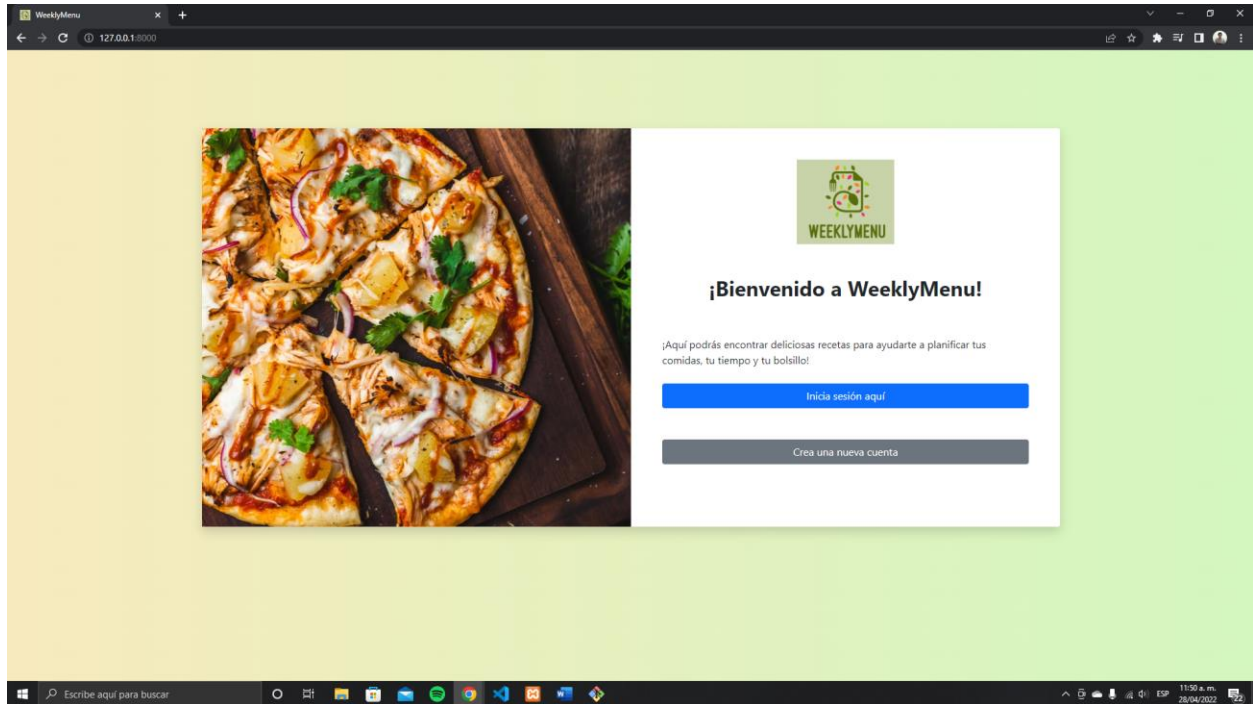 WeeklyMenu
127.0.0.1:8000
WEEKLYMENU
¡Bienvenido a WeeklyMenu!
¡Aquí podrás encontrar deliciosas recetas para ayudarte a planificar tus
comidas, tu tiempo y tu bolsillo!
Inicia sesión aquí
Crea una nueva cuenta
Escribe aquí para buscar
ESP
11:50 a. m.
28/04/2022
22